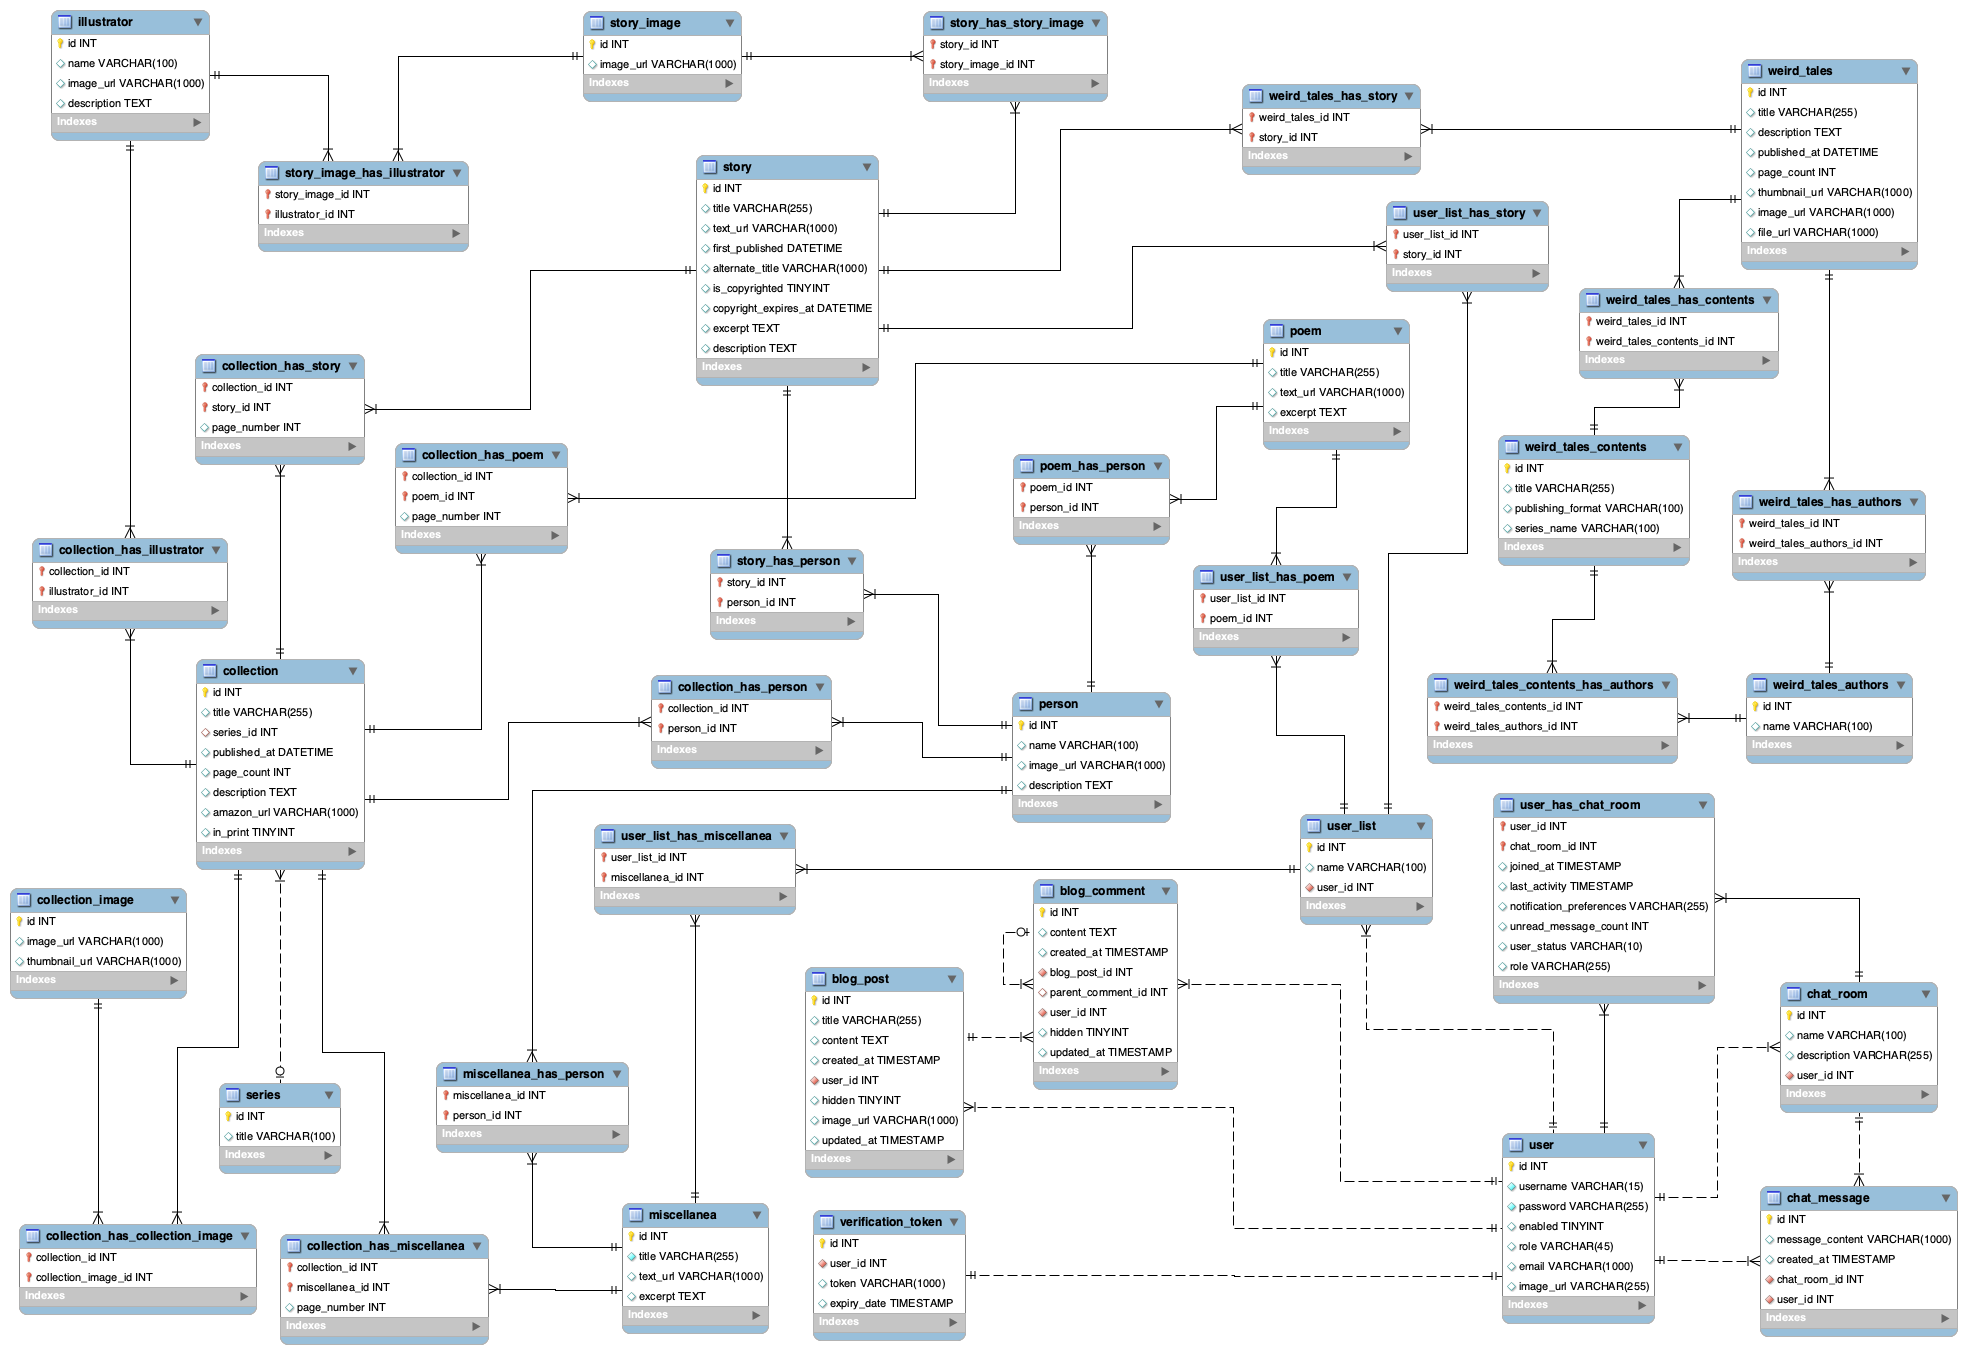 illustrator
id INT
name VARCHAR(100)
image_url VARCHAR(1000)
description TEXT
Indexes
story_image
id INT
image_url VARCHAR(1000)
Indexes
story_has_story_image
story_id INT
story_image_id INT
Indexes
weird_tales
id INT
title VARCHAR(255)
description TEXT
published_at DATETIME
page_count INT
thumbnail_url VARCHAR(1000)
image_url VARCHAR(1000)
file_url VARCHAR(1000)
Indexes
weird_tales_has_story
weird_tales_id INT
story_id INT
Indexes
story_image_has_illustrator
story_image_id INT
illustrator_id INT
Indexes
story
id INT
title VARCHAR(255)
text_url VARCHAR(1000)
first_published DATETIME
alternate_title VARCHAR(1000)
is_copyrighted TINYINT
copyright_expires_at DATETIME
excerpt TEXT
description TEXT
Indexes
user_list_has_story
user_list_id INT
story_id INT
Indexes
weird_tales_has_contents
weird_tales_id INT
weird_tales_contents_id INT
Indexes
poem
id INT
title VARCHAR(255)
text_url VARCHAR(1000)
excerpt TEXT
Indexes
collection_has_story
collection_id INT
story_id INT
page_number INT
Indexes
collection_has_poem
collection_id INT
poem_id INT
page_number INT
Indexes
poem_has_person
poem_id INT
person_id INT
Indexes
weird_tales_contents
id INT
title VARCHAR(255)
publishing_format VARCHAR(100)
series_name VARCHAR(100)
Indexes
weird_tales_has_authors
weird_tales_id INT
weird_tales_authors_id INT
Indexes
collection_has_illustrator
collection_id INT
illustrator_id INT
Indexes
story_has_person
story_id INT
person_id INT
Indexes
user_list_has_poem
user_list_id INT
poem_id INT
Indexes
collection
id INT
title VARCHAR(255)
series_id INT
published_at DATETIME
page_count INT
description TEXT
amazon_url VARCHAR(1000)
in_print TINYINT
Indexes
collection_has_person
collection_id INT
person_id INT
Indexes
person
id INT
name VARCHAR(100)
image_url VARCHAR(1000)
description TEXT
Indexes
weird_tales_contents_has_authors
weird_tales_contents_id INT
weird_tales_authors_id INT
Indexes
weird_tales_authors
id INT
name VARCHAR(100)
Indexes
user_list_has_miscellanea
user_list_id INT
miscellanea_id INT
Indexes
user_list
id INT
name VARCHAR(100)
user_id INT
Indexes
user_has_chat_room
user_id INT
chat_room_id INT
joined_at TIMESTAMP
last_activity TIMESTAMP
notification_preferences VARCHAR(255)
unread_message_count INT
user_status VARCHAR(10)
role VARCHAR(255)
Indexes
collection_image
id INT
image_url VARCHAR(1000)
thumbnail_url VARCHAR(1000)
Indexes
blog_comment
id INT
content TEXT
created_at TIMESTAMP
blog_post_id INT
parent_comment_id INT
user_id INT
hidden TINYINT
updated_at TIMESTAMP
Indexes
blog_post
id INT
title VARCHAR(255)
content TEXT
created_at TIMESTAMP
user_id INT
hidden TINYINT
image_url VARCHAR(1000)
updated_at TIMESTAMP
Indexes
chat_room
id INT
name VARCHAR(100)
description VARCHAR(255)
user_id INT
Indexes
series
id INT
title VARCHAR(100)
Indexes
miscellanea_has_person
miscellanea_id INT
person_id INT
Indexes
user
id INT
username VARCHAR(15)
password VARCHAR(255)
enabled TINYINT
role VARCHAR(45)
email VARCHAR(1000)
image_url VARCHAR(255)
Indexes
chat_message
id INT
message_content VARCHAR(1000)
created_at TIMESTAMP
chat_room_id INT
user_id INT
Indexes
collection_has_collection_image
collection_id INT
collection_image_id INT
Indexes
collection_has_miscellanea
collection_id INT
miscellanea_id INT
page_number INT
Indexes
miscellanea
id INT
title VARCHAR(255)
text_url VARCHAR(1000)
excerpt TEXT
Indexes
verification_token
id INT
user_id INT
token VARCHAR(1000)
expiry_date TIMESTAMP
Indexes